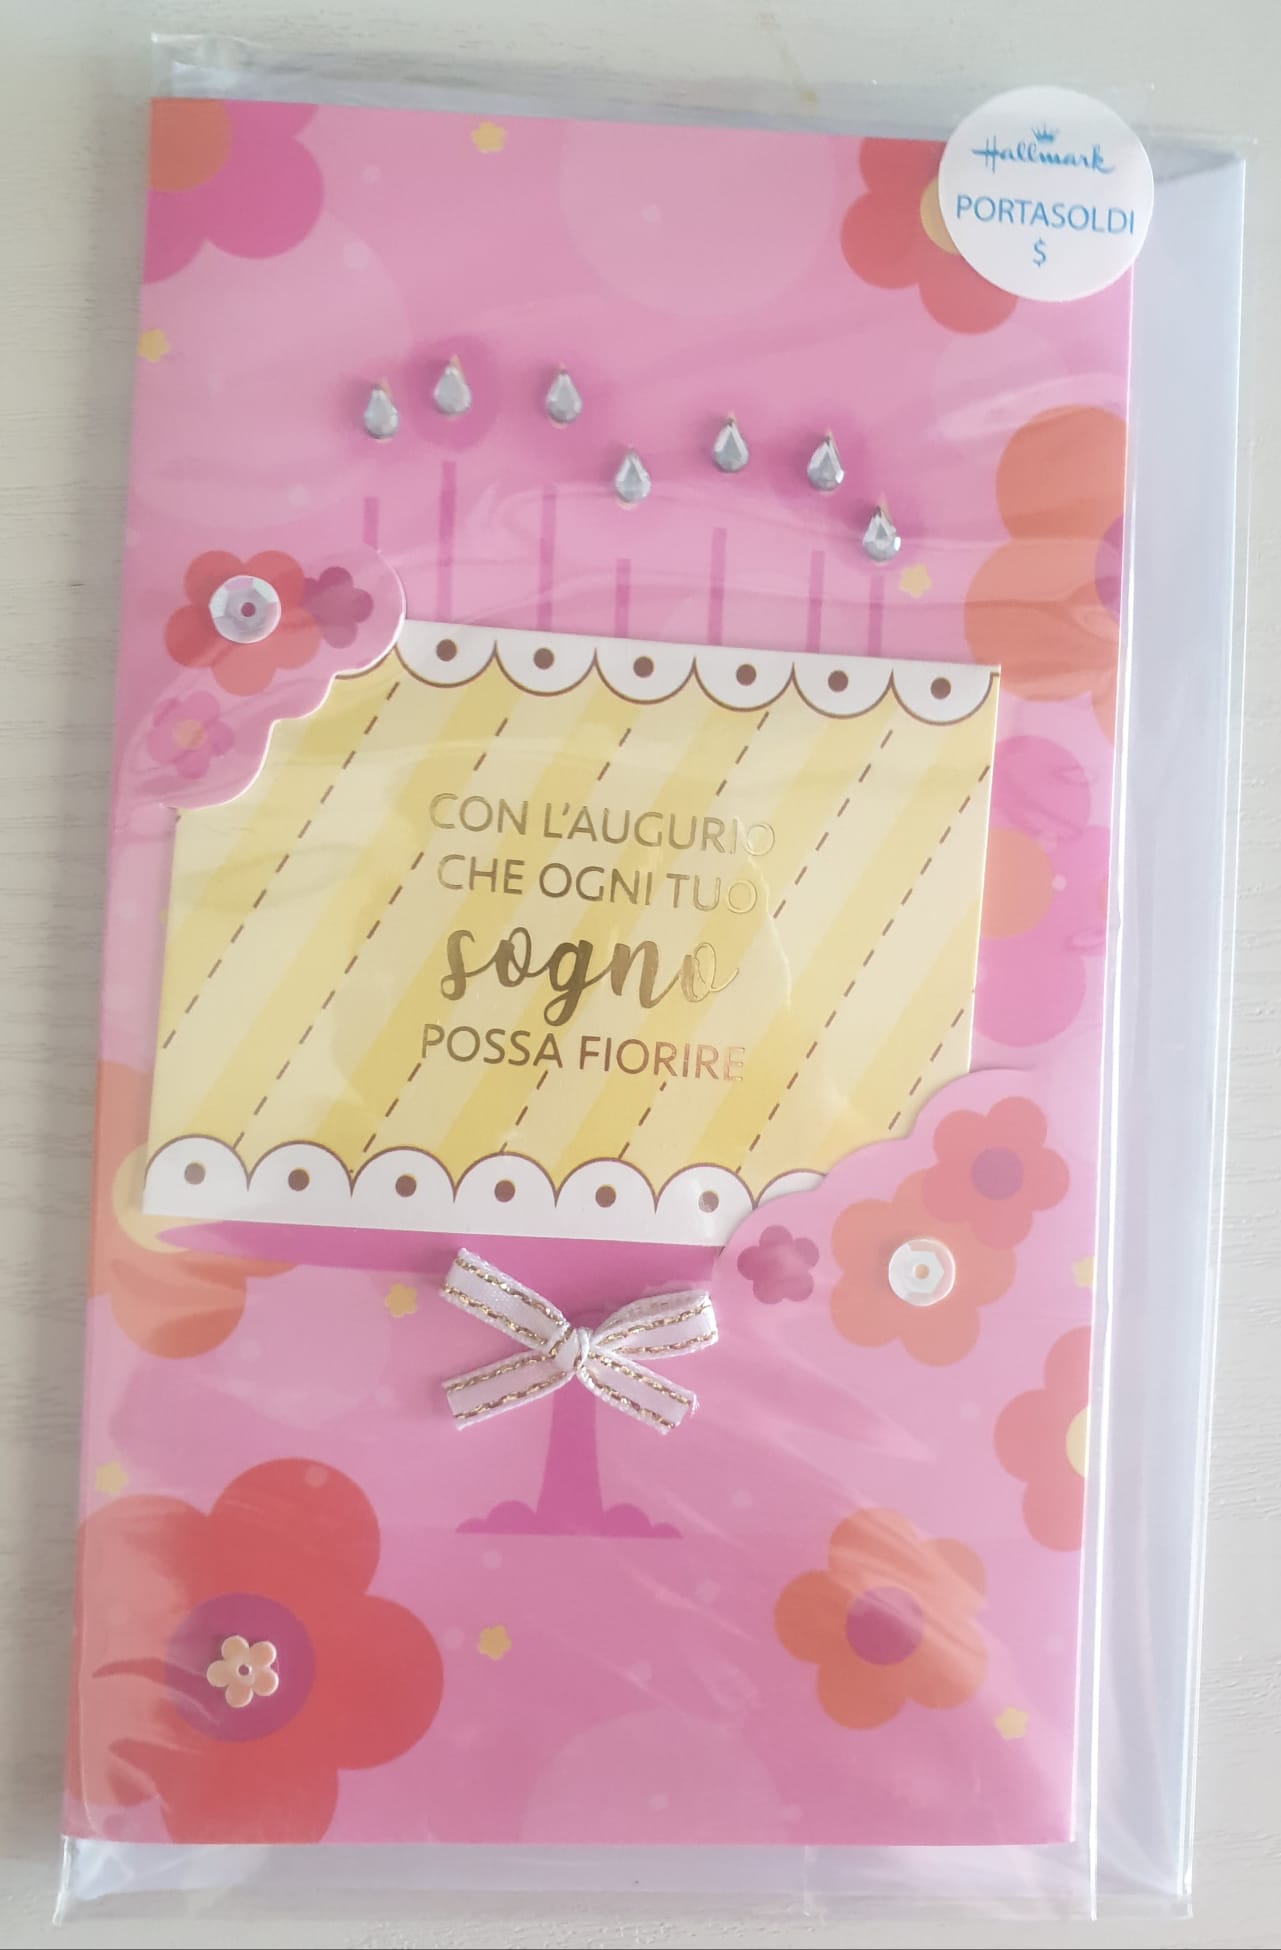 Hallmark
PORTASOLDI
$
CON L'AUGURIO
CHE OGNI TUO
sogno
POSSA FIORIRE